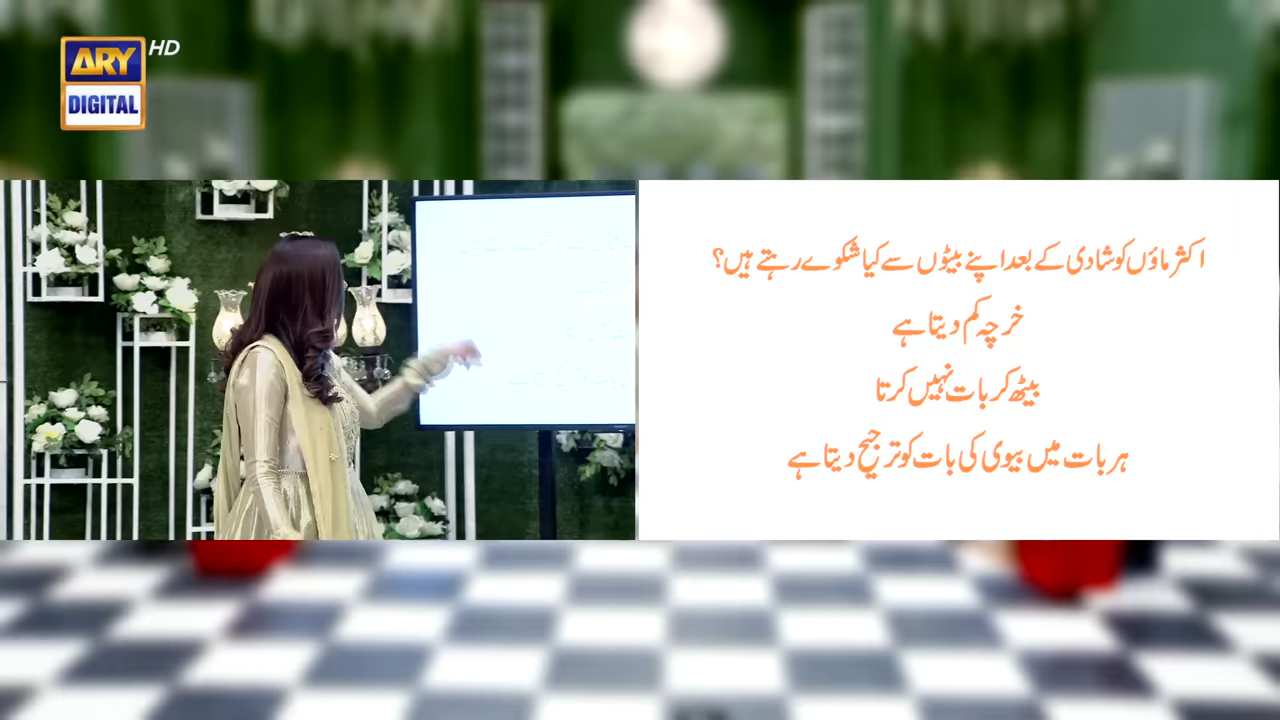 ARY
DIGITAL
HD
اکثر ماؤں کو شادی کے بعد اپنے بیٹوں سے کیا شکوے رہتے ہیں؟
خرچہ کم دیتا ہے
بیٹھ کر بات نہیں کرتا
ہر بات میں بیوی کی بات کو ترجیح دیتا ہے